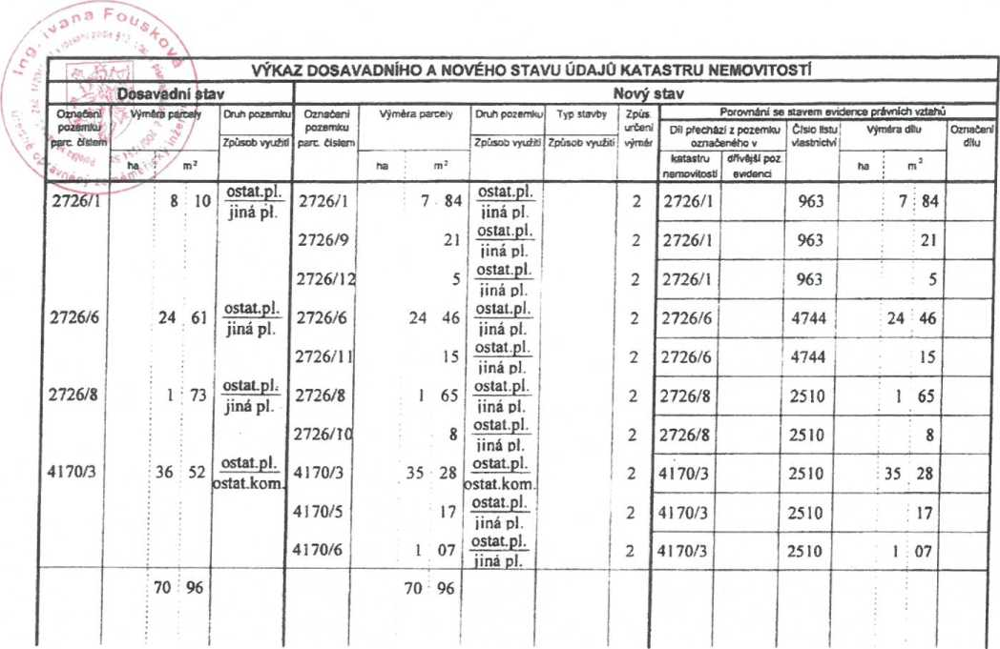 Ing. Ivana Fousková
VÝKAZ DOSAVADNÍHO A NOVÉHO STAVU ÚDAJŮ KATASTRU NEMOVITOSTÍ
Dosavadní stav Nový stav
Označení pozemku parc. číslem Výměra parcely Druh pozemku Označení pozemku parc. číslem Výměra parcely Druh pozemku Typ stavby Způs. určení výměr Porovnání se stavem evidence právních vztahů
Způsob využití Způsob využití Způsob využití Díl přechází z pozemku označeného v Číslo listu vlastnictví Výměra dílu Označení dílu
ha m² ha m² katastru nemovitostí dřívější poz. evidenci ha m²
2726/1 8 10 ostat.pl. 2726/1 7 84 ostat.pl. 2 2726/1 963 7 84
jiná pl. jiná pl.
2726/9 21 ostat.pl. 2 2726/1 963 21
jiná pl.
2726/12 5 ostat.pl. 2 2726/1 963 5
jiná pl.
2726/6 24 61 ostat.pl. 2726/6 24 46 ostat.pl. 2 2726/6 4744 24 46
jiná pl. jiná pl.
2726/11 15 ostat.pl. 2 2726/6 4744 15
jiná pl.
2726/8 1 73 ostat.pl. 2726/8 1 65 ostat.pl. 2 2726/8 2510 1 65
jiná pl. jiná pl.
2726/10 8 ostat.pl. 2 2726/8 2510 8
jiná pl.
4170/3 36 52 ostat.pl. 4170/3 35 28 ostat.pl. 2 4170/3 2510 35 28
ostat.kom. ostat.kom.
4170/5 17 ostat.pl. 2 4170/3 2510 17
jiná pl.
4170/6 1 07 ostat.pl. 2 4170/3 2510 1 07
jiná pl.
70 96 70 96